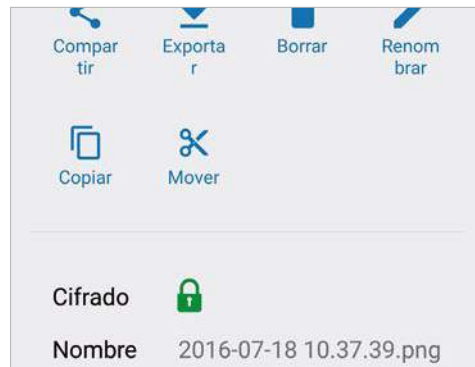 Compar Exporta Borrar Renom
tir r brar
Copiar Mover
Cifrado
Nombre 2016-07-18 10.37.39.png